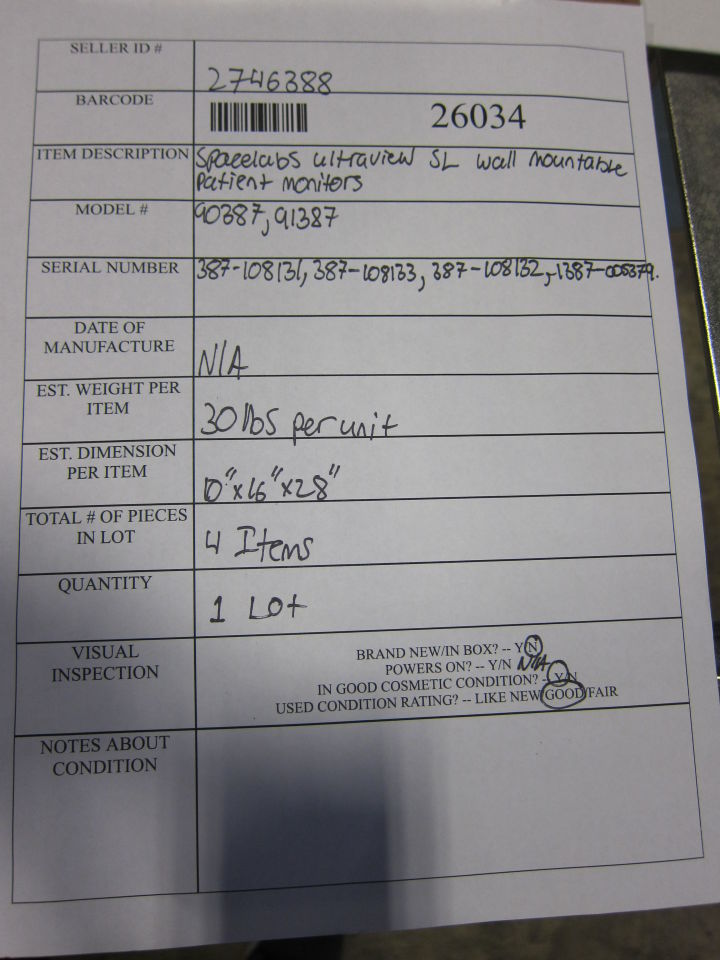 SELLER ID #
2746388
BARCODE
26034
ITEM DESCRIPTION
Spacelabs ultraview SL wall mountable
patient monitors
MODEL #
90387, 91387
SERIAL NUMBER
387-108131, 387-108133, 387-108132, 1387-005379.
DATE OF
MANUFACTURE
N/A
EST. WEIGHT PER
ITEM
30 lbs per unit
EST. DIMENSION
PER ITEM
10"x16"x28"
TOTAL # OF PIECES
IN LOT
4 Items
QUANTITY
1 Lot
VISUAL
INSPECTION
BRAND NEW/IN BOX? -- Y/N
POWERS ON? -- Y/N N/A
IN GOOD COSMETIC CONDITION? - Y/N
USED CONDITION RATING? -- LIKE NEW/GOOD/FAIR
NOTES ABOUT
CONDITION